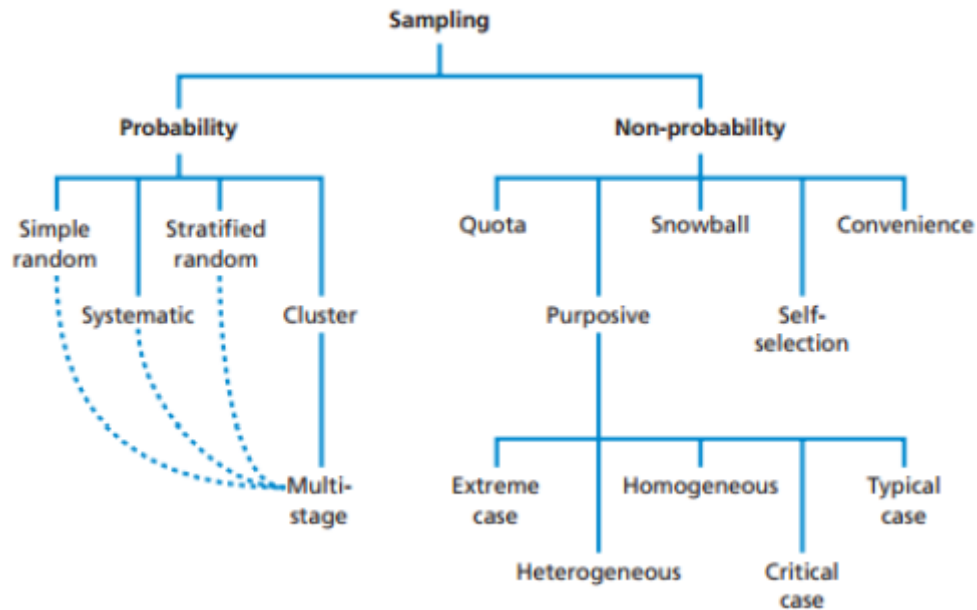 Sampling
Probability
Non-probability
Simple
random
Stratified
random
Quota
Snowball
Convenience
Systematic
Cluster
Purposive
Self-
selection
Multi-
stage
Extreme
case
Homogeneous
Typical
case
Heterogeneous
Critical
case